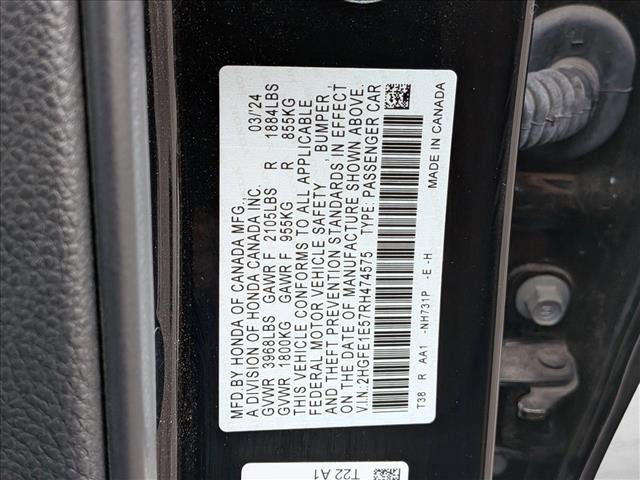 MFD BY HONDA OF CANADA MFG., 03/'24
A DIVISION OF HONDA CANADA INC.
GVWR 3968LBS GAWR F 2105LBS R 1884LBS
GVWR 1800KG GAWR F 955KG R 855KG
THIS VEHICLE CONFORMS TO ALL APPLICABLE
FEDERAL MOTOR VEHICLE SAFETY, BUMPER,
AND THEFT PREVENTION STANDARDS IN EFFECT
ON THE DATE OF MANUFACTURE SHOWN ABOVE.
V.I.N.: 2HGFE1E57RH474575 TYPE: PASSENGER CAR
T38 R AA1 -NH731P -E -H MADE IN CANADA
T22 A1